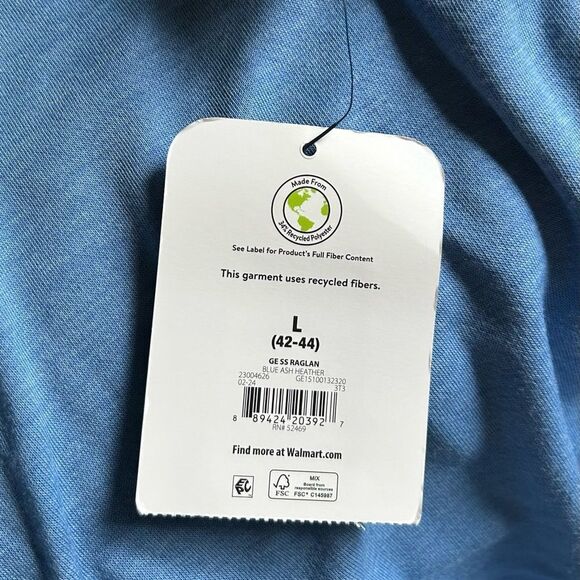 Made From
34% Recycled Polyester
See Label for Product's Full Fiber Content
This garment uses recycled fibers.
L
(42-44)
GE SS RAGLAN
BLUE ASH HEATHER
23004626 GE15100132320
02-24 3T3
8 89424 20392 7
RN# 52469
Find more at Walmart.com
FSC
MIX
Board from
responsible sources
FSC® C145987